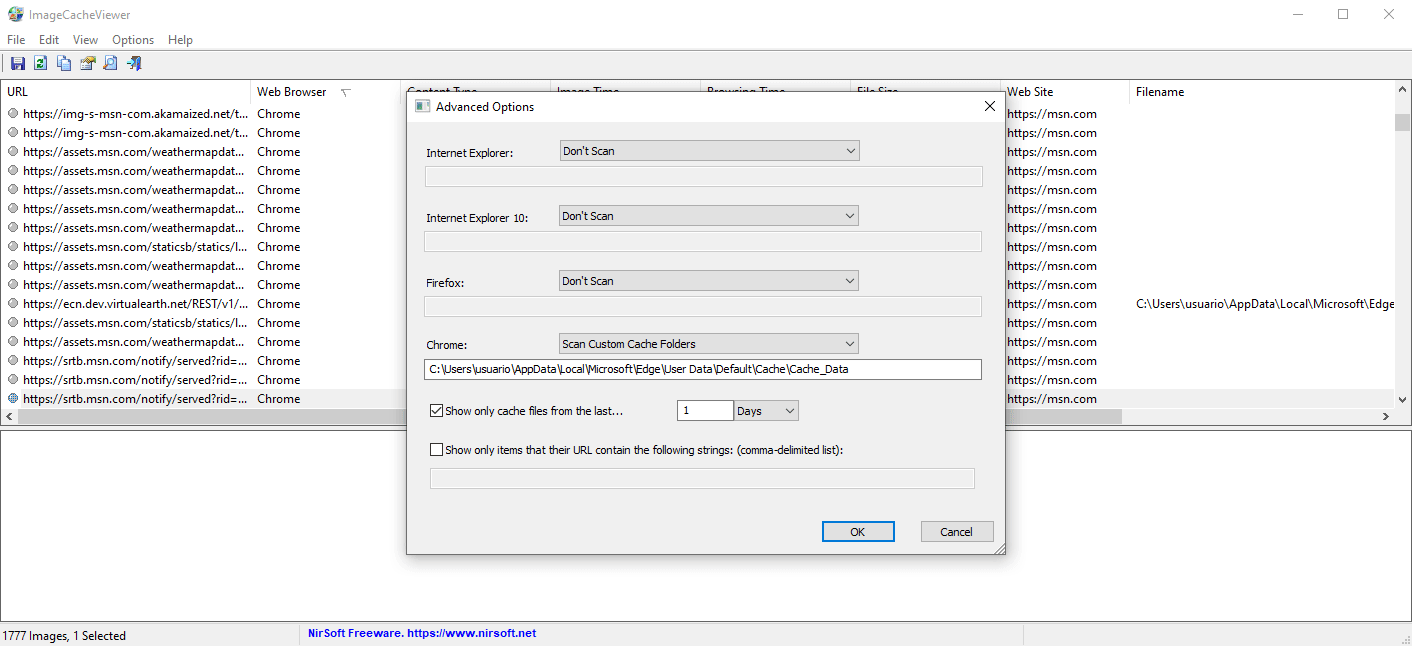 ImageCacheViewer
File Edit View Options Help
URL Web Browser Content Type Image Time Browsing Time File Size Web Site Filename
https://img-s-msn-com.akamaized.net/t... Chrome https://msn.com
https://img-s-msn-com.akamaized.net/t... Chrome https://msn.com
https://assets.msn.com/weathermapdat... Chrome https://msn.com
https://assets.msn.com/weathermapdat... Chrome https://msn.com
https://assets.msn.com/weathermapdat... Chrome https://msn.com
https://assets.msn.com/weathermapdat... Chrome https://msn.com
https://assets.msn.com/weathermapdat... Chrome https://msn.com
https://assets.msn.com/staticsb/statics/l... Chrome https://msn.com
https://assets.msn.com/weathermapdat... Chrome https://msn.com
https://assets.msn.com/weathermapdat... Chrome https://msn.com
https://ecn.dev.virtualearth.net/REST/v1/... Chrome https://msn.com C:\Users\usuario\AppData\Local\Microsoft\Edge
https://assets.msn.com/staticsb/statics/l... Chrome https://msn.com
https://assets.msn.com/weathermapdat... Chrome https://msn.com
https://srtb.msn.com/notify/served?rid=... Chrome https://msn.com
https://srtb.msn.com/notify/served?rid=... Chrome https://msn.com
https://srtb.msn.com/notify/served?rid=... Chrome https://msn.com
Advanced Options
Internet Explorer: Don't Scan
Internet Explorer 10: Don't Scan
Firefox: Don't Scan
Chrome: Scan Custom Cache Folders
C:\Users\usuario\AppData\Local\Microsoft\Edge\User Data\Default\Cache\Cache_Data
Show only cache files from the last... 1 Days
Show only items that their URL contain the following strings: (comma-delimited list):
OK Cancel
1777 Images, 1 Selected NirSoft Freeware. https://www.nirsoft.net